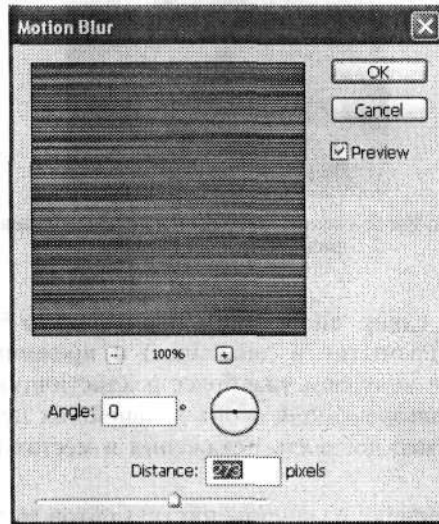 Motion Blur
OK
Cancel
Preview
100%
Angle: 0 °
Distance: 273 pixels